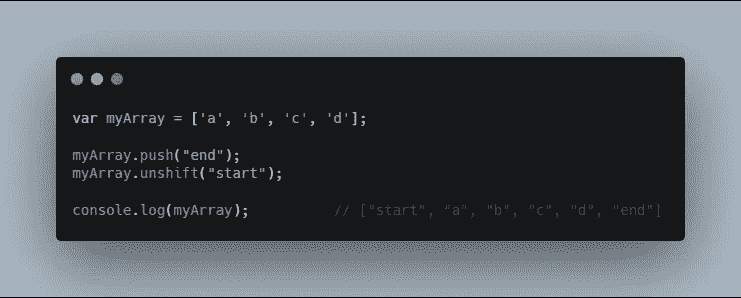 var myArray = ['a', 'b', 'c', 'd'];
myArray.push("end");
myArray.unshift("start");
console.log(myArray); // ["start", "a", "b", "c", "d", "end"]